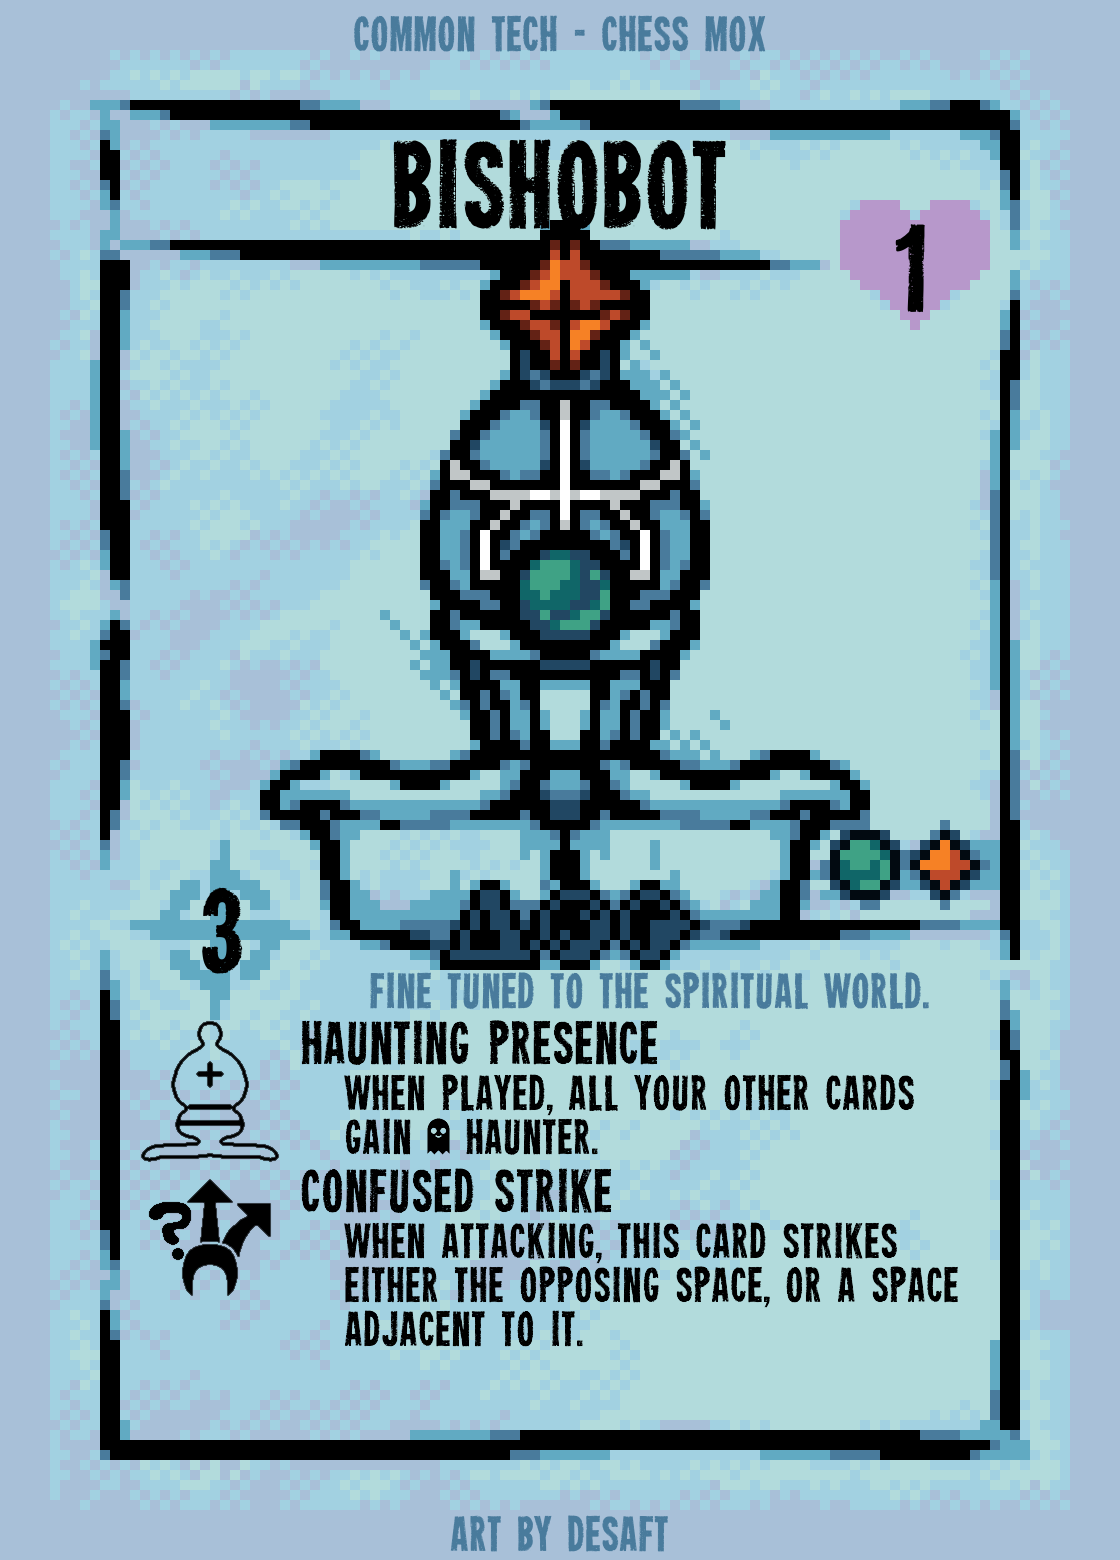 COMMON TECH - CHESS MOX
BISHOBOT
1
3
FINE TUNED TO THE SPIRITUAL WORLD.
HAUNTING PRESENCE
WHEN PLAYED, ALL YOUR OTHER CARDS
GAIN HAUNTER.
CONFUSED STRIKE
WHEN ATTACKING, THIS CARD STRIKES
EITHER THE OPPOSING SPACE, OR A SPACE
ADJACENT TO IT.
ART BY DESAFT